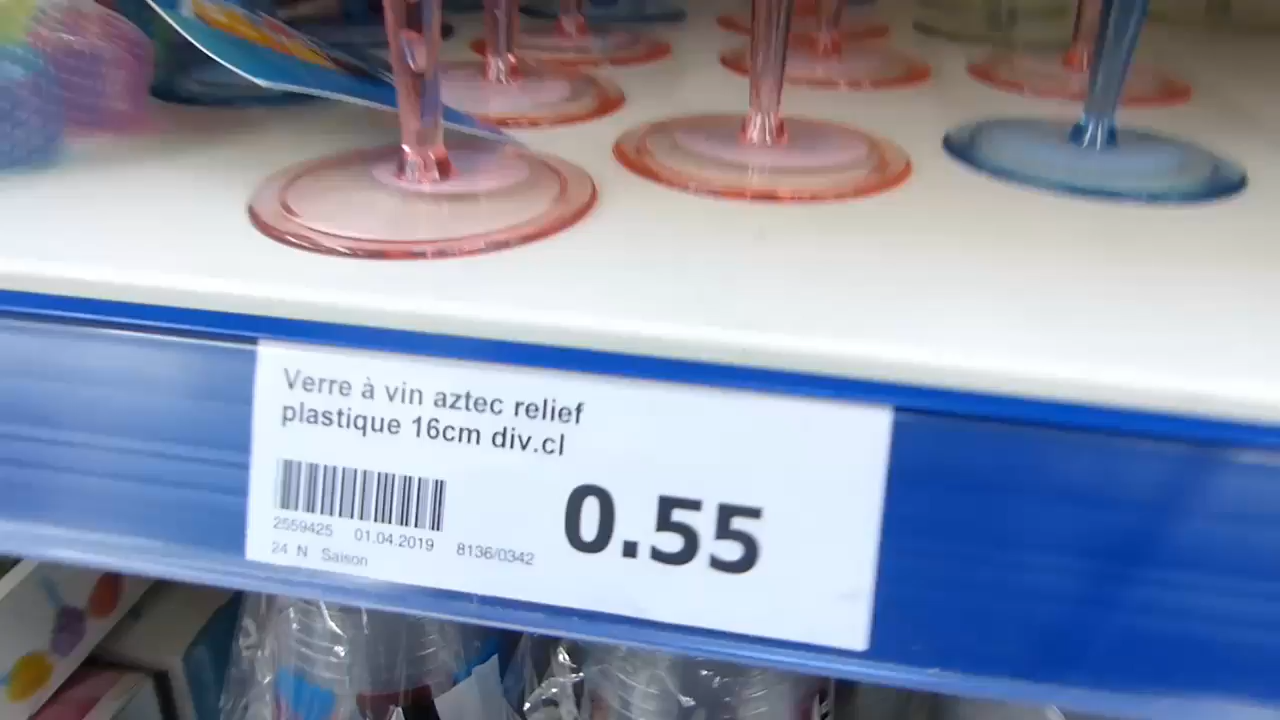 Verre à vin aztec relief
plastique 16cm div.cl
0.55
2559425 01.04.2019 8136/0342
24 N Saison